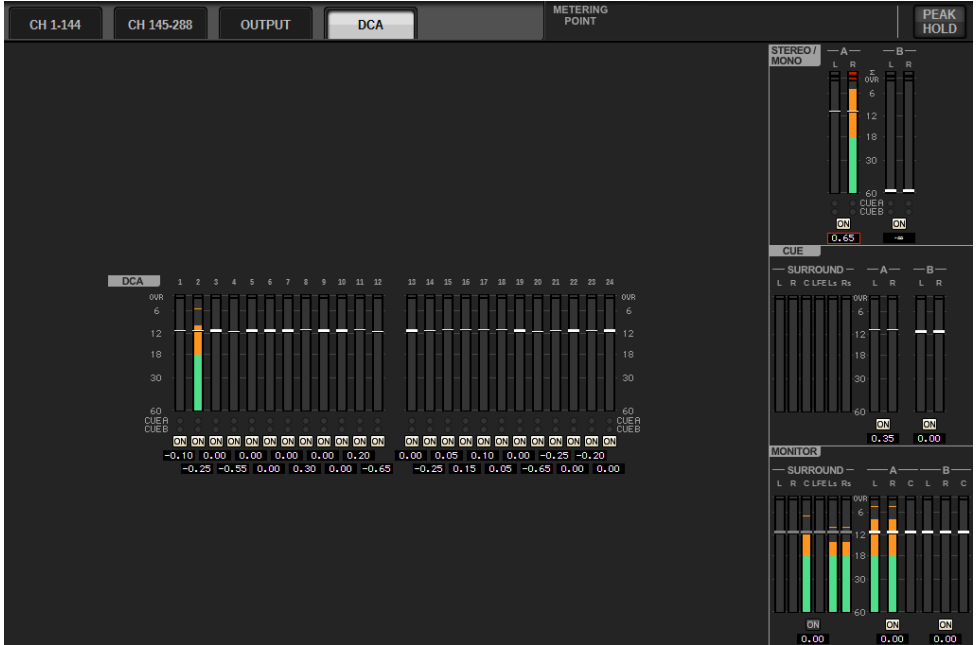 CH 1-144 CH 145-288 OUTPUT DCA METERING POINT PEAK HOLD
STEREO / MONO
A B
L R L R
Σ
OVR
6
12
18
30
60
CUE A
CUE B
ON ON
0.65 -∞
DCA 1 2 3 4 5 6 7 8 9 10 11 12 13 14 15 16 17 18 19 20 21 22 23 24
OVR OVR
6 6
12 12
18 18
30 30
60 60
CUE A CUE A
CUE B CUE B
ON ON ON ON ON ON ON ON ON ON ON ON ON ON ON ON ON ON ON ON ON ON ON ON
-0.10 0.00 0.00 0.00 0.00 0.20 0.00 0.05 0.10 0.00 -0.25 -0.20
-0.25 -0.55 0.00 0.30 0.00 -0.65 -0.25 0.15 0.05 -0.65 0.00 0.00
CUE
SURROUND A B
L R C LFE Ls Rs L R L R
OVR
6
12
18
30
60
ON ON
0.35 0.00
MONITOR
SURROUND A B
L R C LFE Ls Rs L R C L R C
OVR
6
12
18
30
60
ON ON ON
0.00 0.00 0.00